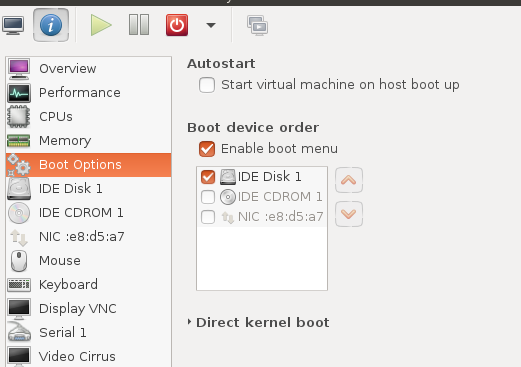 Overview
Performance
CPUs
Memory
Boot Options
IDE Disk 1
IDE CDROM 1
NIC :e8:d5:a7
Mouse
Keyboard
Display VNC
Serial 1
Video Cirrus
Autostart
Start virtual machine on host boot up
Boot device order
Enable boot menu
IDE Disk 1
IDE CDROM 1
NIC :e8:d5:a7
Direct kernel boot